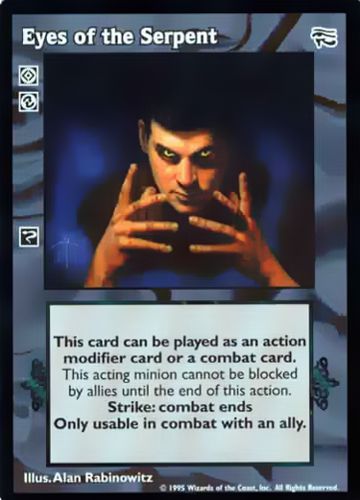 Eyes of the Serpent
This card can be played as an action
modifier card or a combat card.
This acting minion cannot be blocked
by allies until the end of this action.
Strike: combat ends
Only usable in combat with an ally.
Illus. Alan Rabinowitz
© 1995 Wizards of the Coast, Inc. All Rights Reserved.